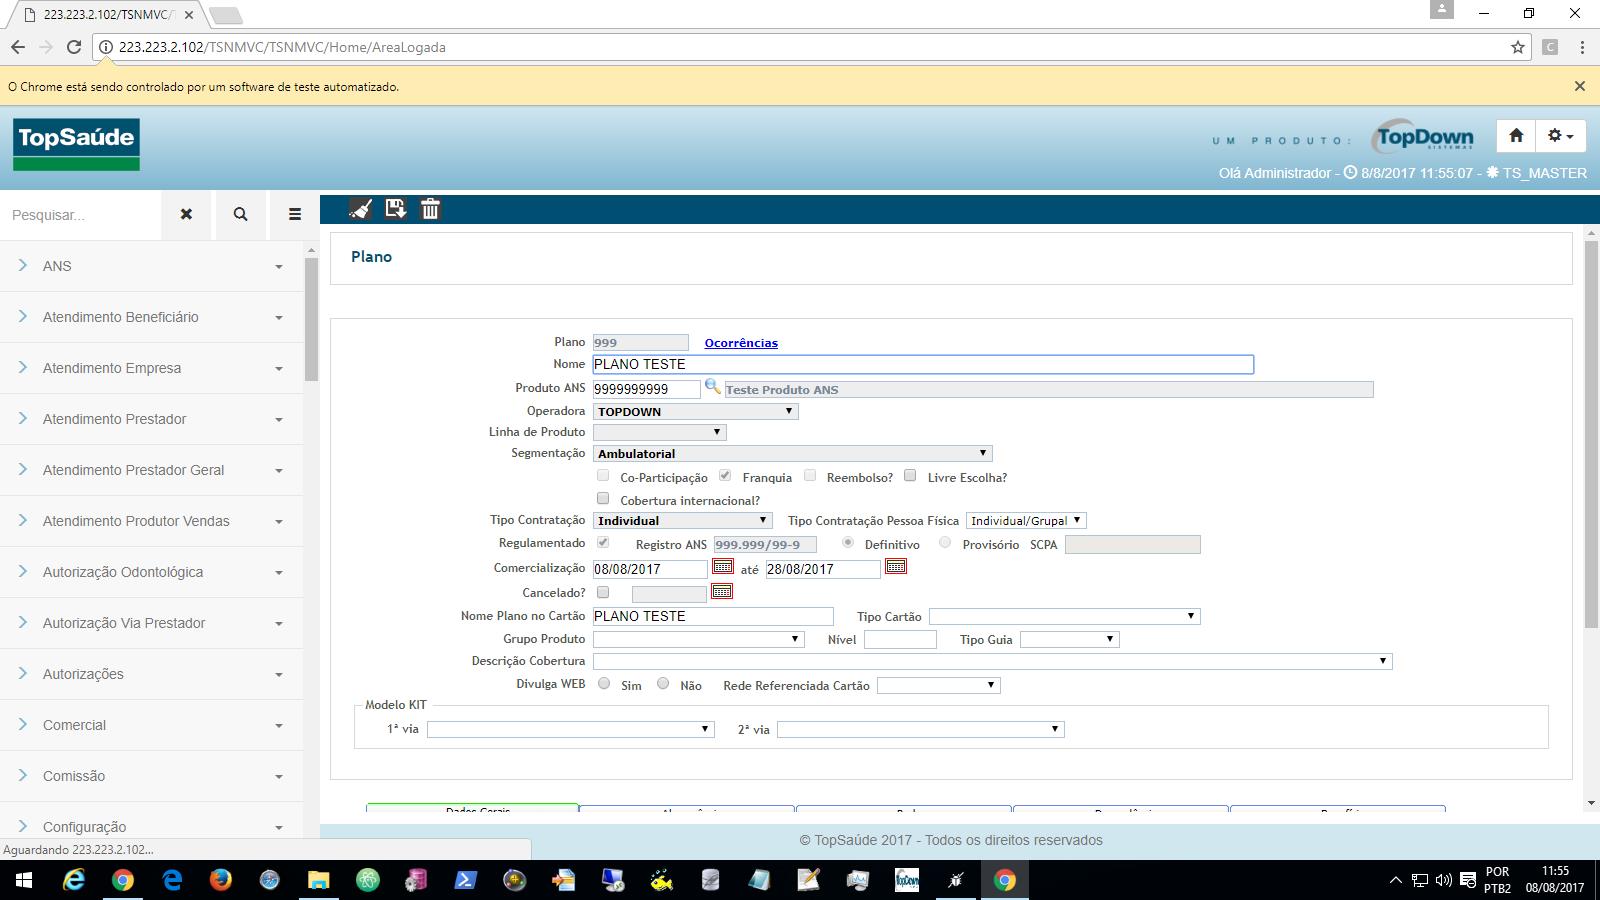 223.223.2.102/TSNMVC/T
223.223.2.102/TSNMVC/TSNMVC/Home/AreaLogada
C
O Chrome está sendo controlado por um software de teste automatizado.
TopSaúde
UM PRODUTO:
TopDown
SISTEMAS
Olá Administrador - 8/8/2017 11:55:07 - TS_MASTER
Pesquisar...
ANS
Atendimento Beneficiário
Atendimento Empresa
Atendimento Prestador
Atendimento Prestador Geral
Atendimento Produtor Vendas
Autorização Odontológica
Autorização Via Prestador
Autorizações
Comercial
Comissão
Configuração
Plano
Plano 999 Ocorrências
Nome PLANO TESTE
Produto ANS 9999999999 Teste Produto ANS
Operadora TOPDOWN
Linha de Produto
Segmentação Ambulatorial
Co-Participação Franquia Reembolso? Livre Escolha?
Cobertura internacional?
Tipo Contratação Individual Tipo Contratação Pessoa Física Individual/Grupal
Regulamentado Registro ANS 999.999/99-9 Definitivo Provisório SCPA
Comercialização 08/08/2017 até 28/08/2017
Cancelado?
Nome Plano no Cartão PLANO TESTE Tipo Cartão
Grupo Produto Nível Tipo Guia
Descrição Cobertura
Divulga WEB Sim Não Rede Referenciada Cartão
Modelo KIT
1ª via 2ª via
Dados Gerais
© TopSaúde 2017 - Todos os direitos reservados
Aguardando 223.223.2.102...
TopDown
POR
PTB2
11:55
08/08/2017